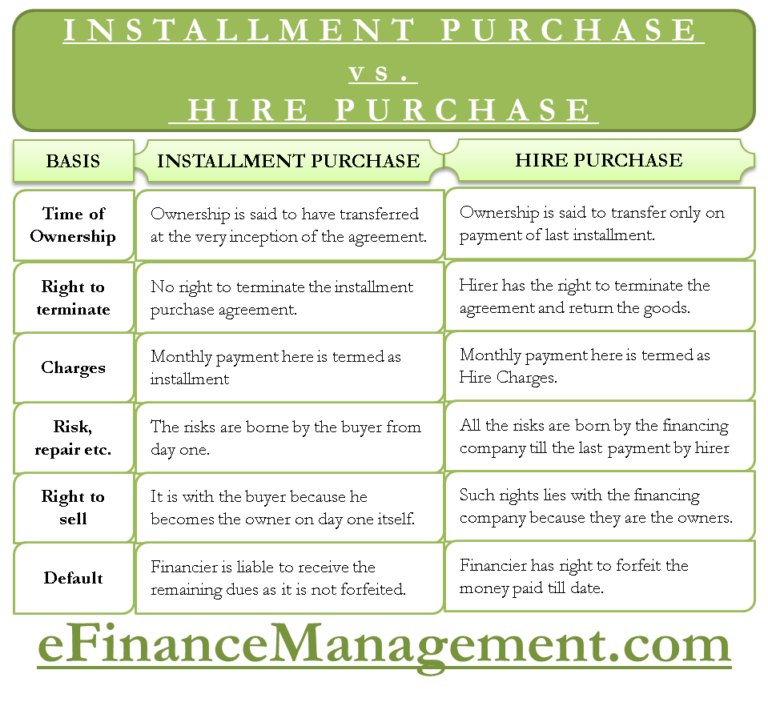 INSTALLMENT PURCHASE
vs.
HIRE PURCHASE
BASIS
INSTALLMENT PURCHASE
HIRE PURCHASE
Time of
Ownership
Ownership is said to have transferred
at the very inception of the agreement.
Ownership is said to transfer only on
payment of last installment.
Right to
terminate
No right to terminate the installment
purchase agreement.
Hirer has the right to terminate the
agreement and return the goods.
Charges
Monthly payment here is termed as
installment
Monthly payment here is termed as
Hire Charges.
Risk,
repair etc.
The risks are borne by the buyer from
day one.
All the risks are born by the financing
company till the last payment by hirer
Right to
sell
It is with the buyer because he
becomes the owner on day one itself.
Such rights lies with the financing
company because they are the owners.
Default
Financier is liable to receive the
remaining dues as it is not forfeited.
Financier has right to forfeit the
money paid till date.
eFinanceManagement.com